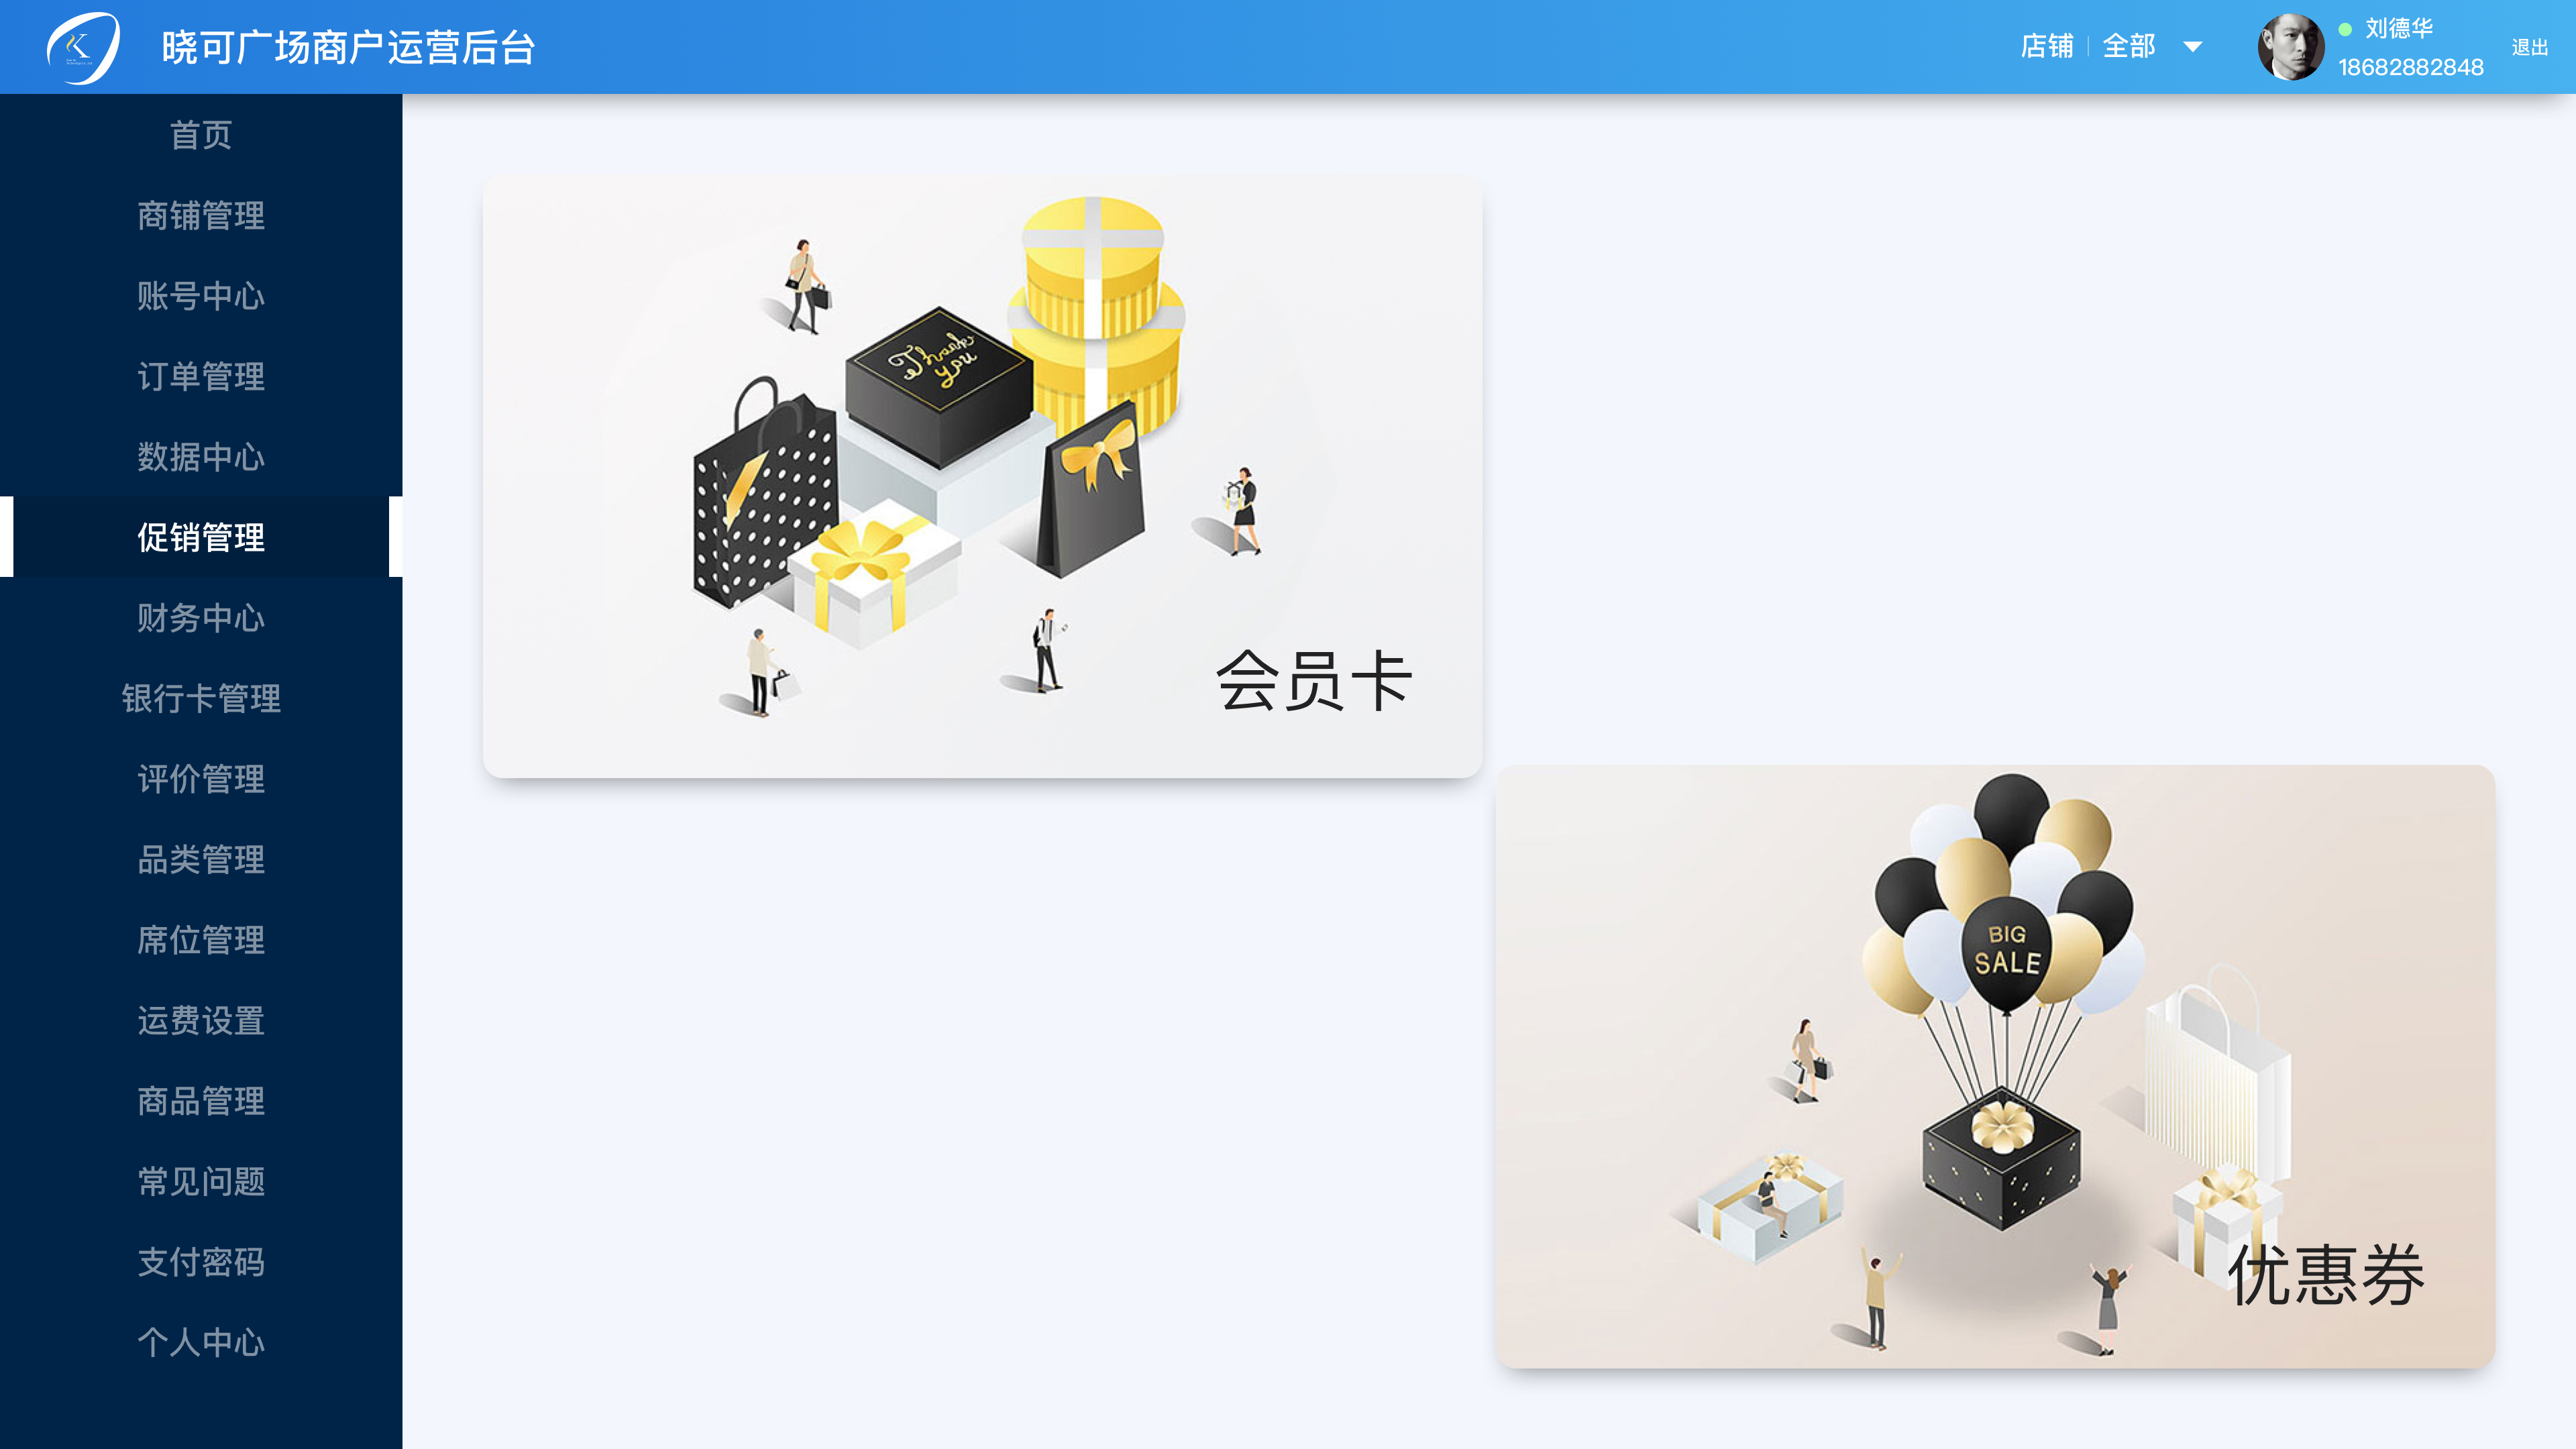 晓可广场商户运营后台
店铺 全部
刘德华
18682882848
退出
首页
商铺管理
账号中心
订单管理
数据中心
促销管理
财务中心
银行卡管理
评价管理
品类管理
席位管理
运费设置
商品管理
常见问题
支付密码
个人中心
Thank
you
会员卡
BIG
SALE
优惠券